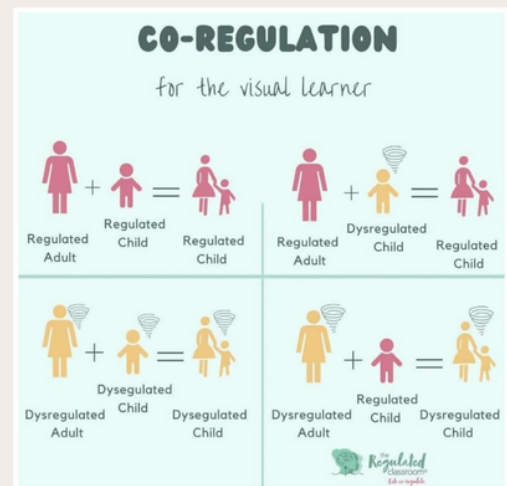 CO-REGULATION
for the visual learner
Regulated
Adult
+
Regulated
Child
=
Regulated
Child
Regulated
Adult
+
Dysregulated
Child
=
Regulated
Child
Dysregulated
Adult
+
Dysegulated
Child
=
Dysegulated
Child
Dysregulated
Adult
+
Regulated
Child
=
Dysregulated
Child
the
Regulated
classroom